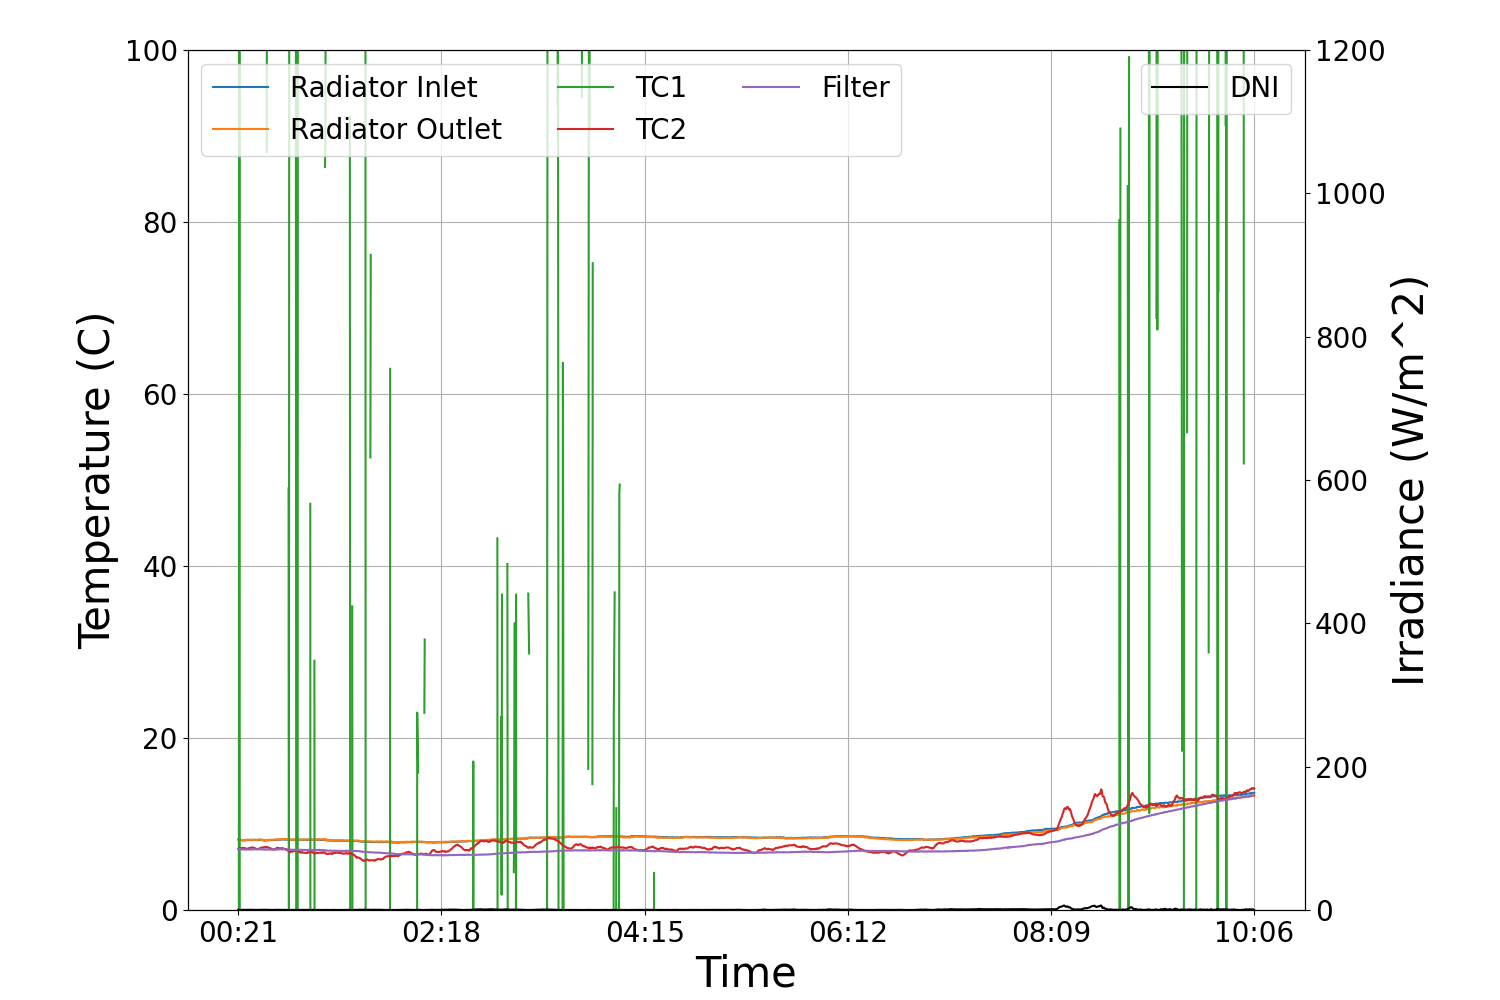 100
80
60
40
20
0
Temperature (C)
Radiator Inlet
Radiator Outlet
TC1
TC2
Filter
DNI
1200
1000
800
600
400
200
0
Irradiance (W/m^2)
00:21 02:18 04:15 06:12 08:09 10:06
Time